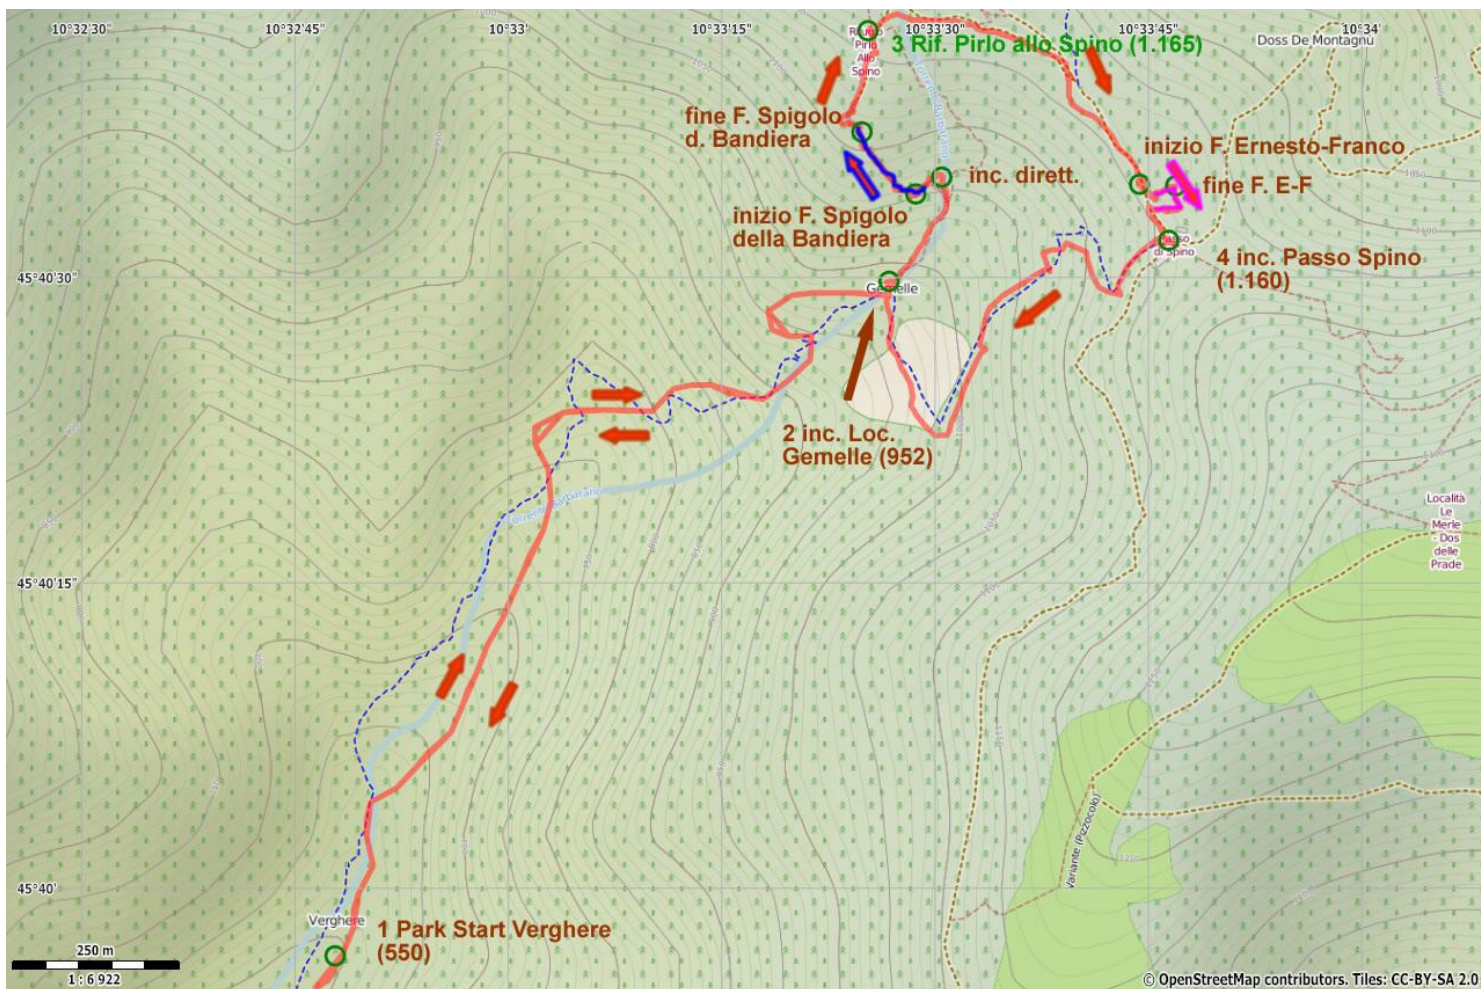 10°32'30"
10°32'45"
10°33'
10°33'15"
10°33'30"
10°33'45"
10°34'
Doss De Montagnù
Pirlo
Allo
Spino
3 Rif. Pirlo allo Spino (1.165)
fine F. Spigolo
d. Bandiera
inizio F. Ernesto-Franco
inc. dirett.
fine F. E-F
inizio F. Spigolo
della Bandiera
Torrente Barbarano
di Spino
4 inc. Passo Spino
(1.160)
45°40'30"
Gemelle
2 inc. Loc.
Gemelle (952)
Torrente Barbarano
Località
Le
Merle
- Dos
delle
Prade
45°40'15"
Variante (Pizzocolo)
45°40'
Verghere
1 Park Start Verghere
(550)
250 m
1 : 6 922
© OpenStreetMap contributors. Tiles: CC-BY-SA 2.0